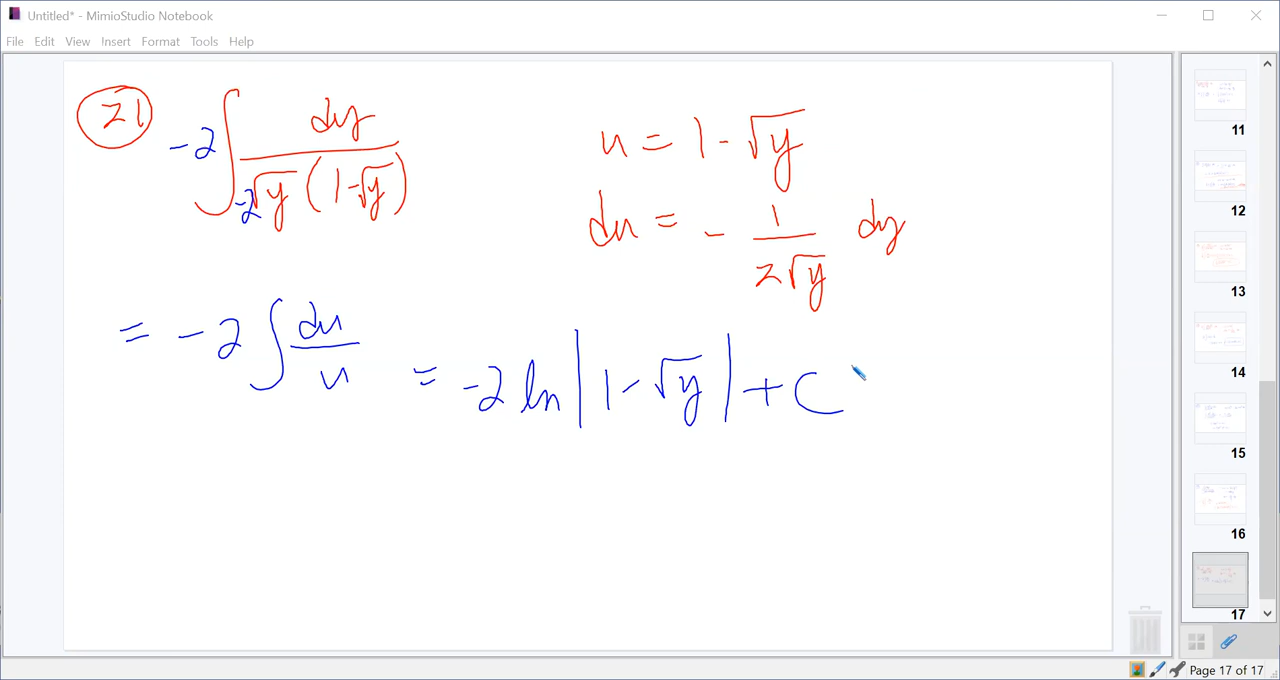 Untitled* - MimioStudio Notebook
File Edit View Insert Format Tools Help
(21) -2 ∫ dy / (-2√y (1-√y))
u = 1 - √y
du = - 1/(2√y) dy
= -2 ∫ du/u = -2 ln |1 - √y| + C
11
12
13
14
15
16
17
Page 17 of 17